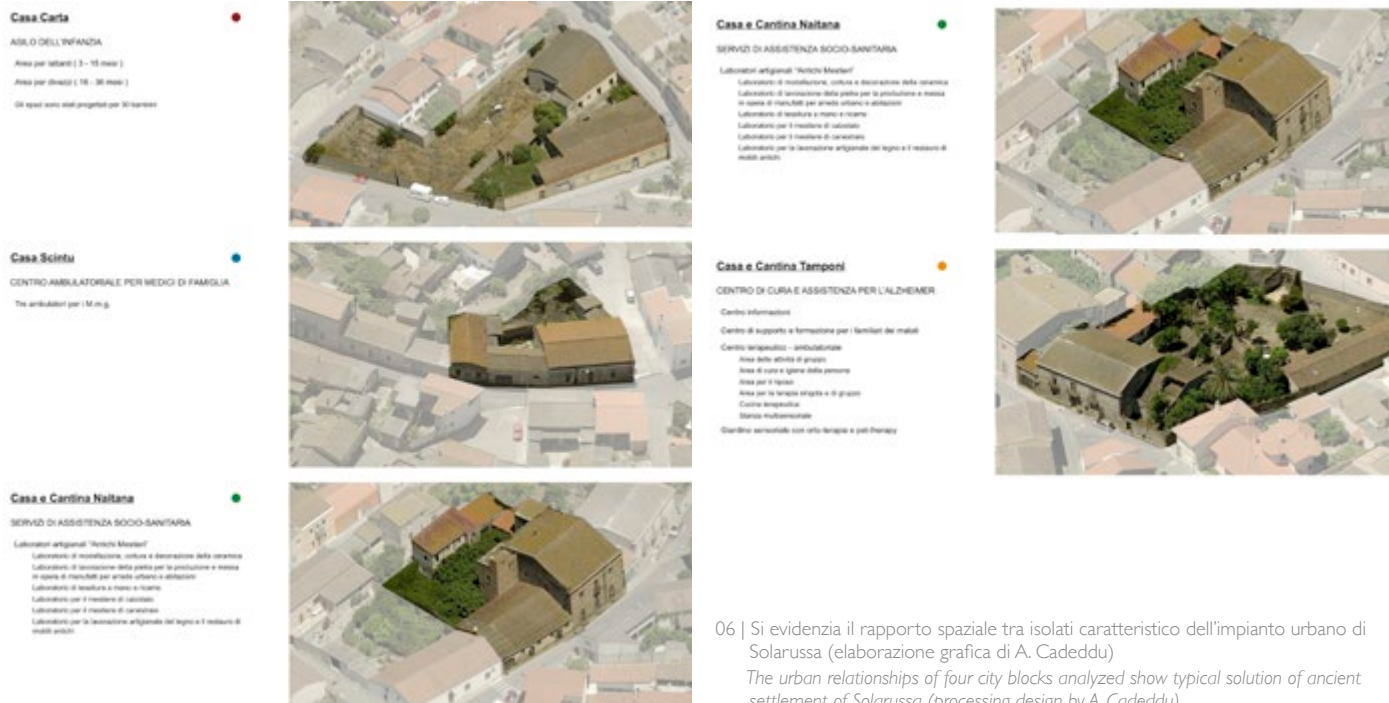 Casa Carta
ASILO DELL'INFANZIA
Area per lattanti ( 3 - 15 mesi )
Area per divezzi ( 16 - 36 mesi )
Gli spazi sono stati progettati per 30 bambini
Casa Scintu
CENTRO AMBULATORIALE PER MEDICI DI FAMIGLIA
Tre ambulatori per i M.m.g.
Casa e Cantina Naitana
SERVIZI DI ASSISTENZA SOCIO-SANITARIA
Laboratori artigianali "Antichi Mestieri"
Laboratorio di modellazione, cottura e decorazione della ceramica
Laboratorio di lavorazione della pietra per la produzione e messa
in opera di manufatti per arredo urbano e abitazioni
Laboratorio di tessitura a mano e ricamo
Laboratorio per il mestiere di calzolaio
Laboratorio per il mestiere di canestraio
Laboratorio per la lavorazione artigianale del legno e il restauro di
mobili antichi
Casa e Cantina Naitana
SERVIZI DI ASSISTENZA SOCIO-SANITARIA
Laboratori artigianali "Antichi Mestieri"
Laboratorio di modellazione, cottura e decorazione della ceramica
Laboratorio di lavorazione della pietra per la produzione e messa
in opera di manufatti per arredo urbano e abitazioni
Laboratorio di tessitura a mano e ricamo
Laboratorio per il mestiere di calzolaio
Laboratorio per il mestiere di canestraio
Laboratorio per la lavorazione artigianale del legno e il restauro di
mobili antichi
Casa e Cantina Tamponi
CENTRO DI CURA E ASSISTENZA PER L'ALZHEIMER
Centro informazioni
Centro di supporto e formazione per i familiari dei malati
Centro terapeutico - ambulatoriale
Area delle attività di gruppo
Area di cura e igiene della persona
Area per il riposo
Area per la terapia singola e di gruppo
Cucina terapeutica
Stanza multisensoriale
Giardino sensoriale con orto terapia e pet-therapy
06 | Si evidenzia il rapporto spaziale tra isolati caratteristico dell'impianto urbano di
Solarussa (elaborazione grafica di A. Cadeddu)
The urban relationships of four city blocks analyzed show typical solution of ancient
settlement of Solarussa (processing design by A. Cadeddu)